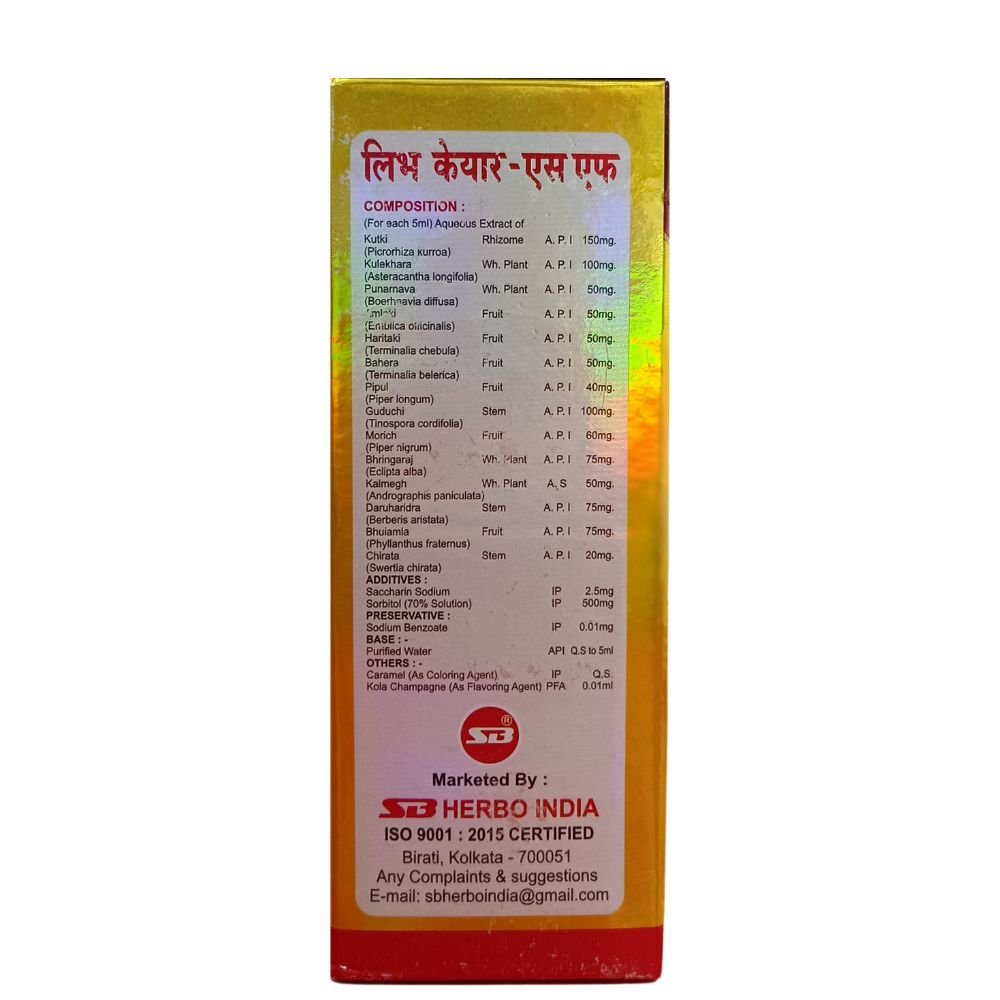 लिभ केयार-एस एफ
COMPOSITION :
(For each 5ml) Aqueous Extract of
Kutki Rhizome A. P. I 150mg.
(Picrorhiza kurroa)
Kulekhara Wh. Plant A. P. I 100mg.
(Asteracantha longifolia)
Punarnava Wh. Plant A. P. I 50mg.
(Boerhaavia diffusa)
Amlaki Fruit A. P. I 50mg.
(Emblica officinalis)
Haritaki Fruit A. P. I 50mg.
(Terminalia chebula)
Bahera Fruit A. P. I 50mg.
(Terminalia belerica)
Pipul Fruit A. P. I 40mg.
(Piper longum)
Guduchi Stem A. P. I 100mg.
(Tinospora cordifolia)
Morich Fruit A. P. I 60mg.
(Piper nigrum)
Bhringaraj Wh. Plant A. P. I 75mg.
(Eclipta alba)
Kalmegh Wh. Plant A. S 50mg.
(Andrographis paniculata)
Daruharidra Stem A. P. I 75mg.
(Berberis aristata)
Bhuiamla Fruit A. P. I 75mg.
(Phyllanthus fraternus)
Chirata Stem A. P. I 20mg.
(Swertia chirata)
ADDITIVES :
Saccharin Sodium IP 2.5mg
Sorbitol (70% Solution) IP 500mg
PRESERVATIVE :
Sodium Benzoate IP 0.01mg
BASE : -
Purified Water API Q.S to 5ml
OTHERS : -
Caramel (As Coloring Agent) IP Q.S.
Kola Champagne (As Flavoring Agent) PFA 0.01ml
SB ®
Marketed By :
SB HERBO INDIA
ISO 9001 : 2015 CERTIFIED
Birati, Kolkata - 700051
Any Complaints & suggestions
E-mail: sbherboindia@gmail.com